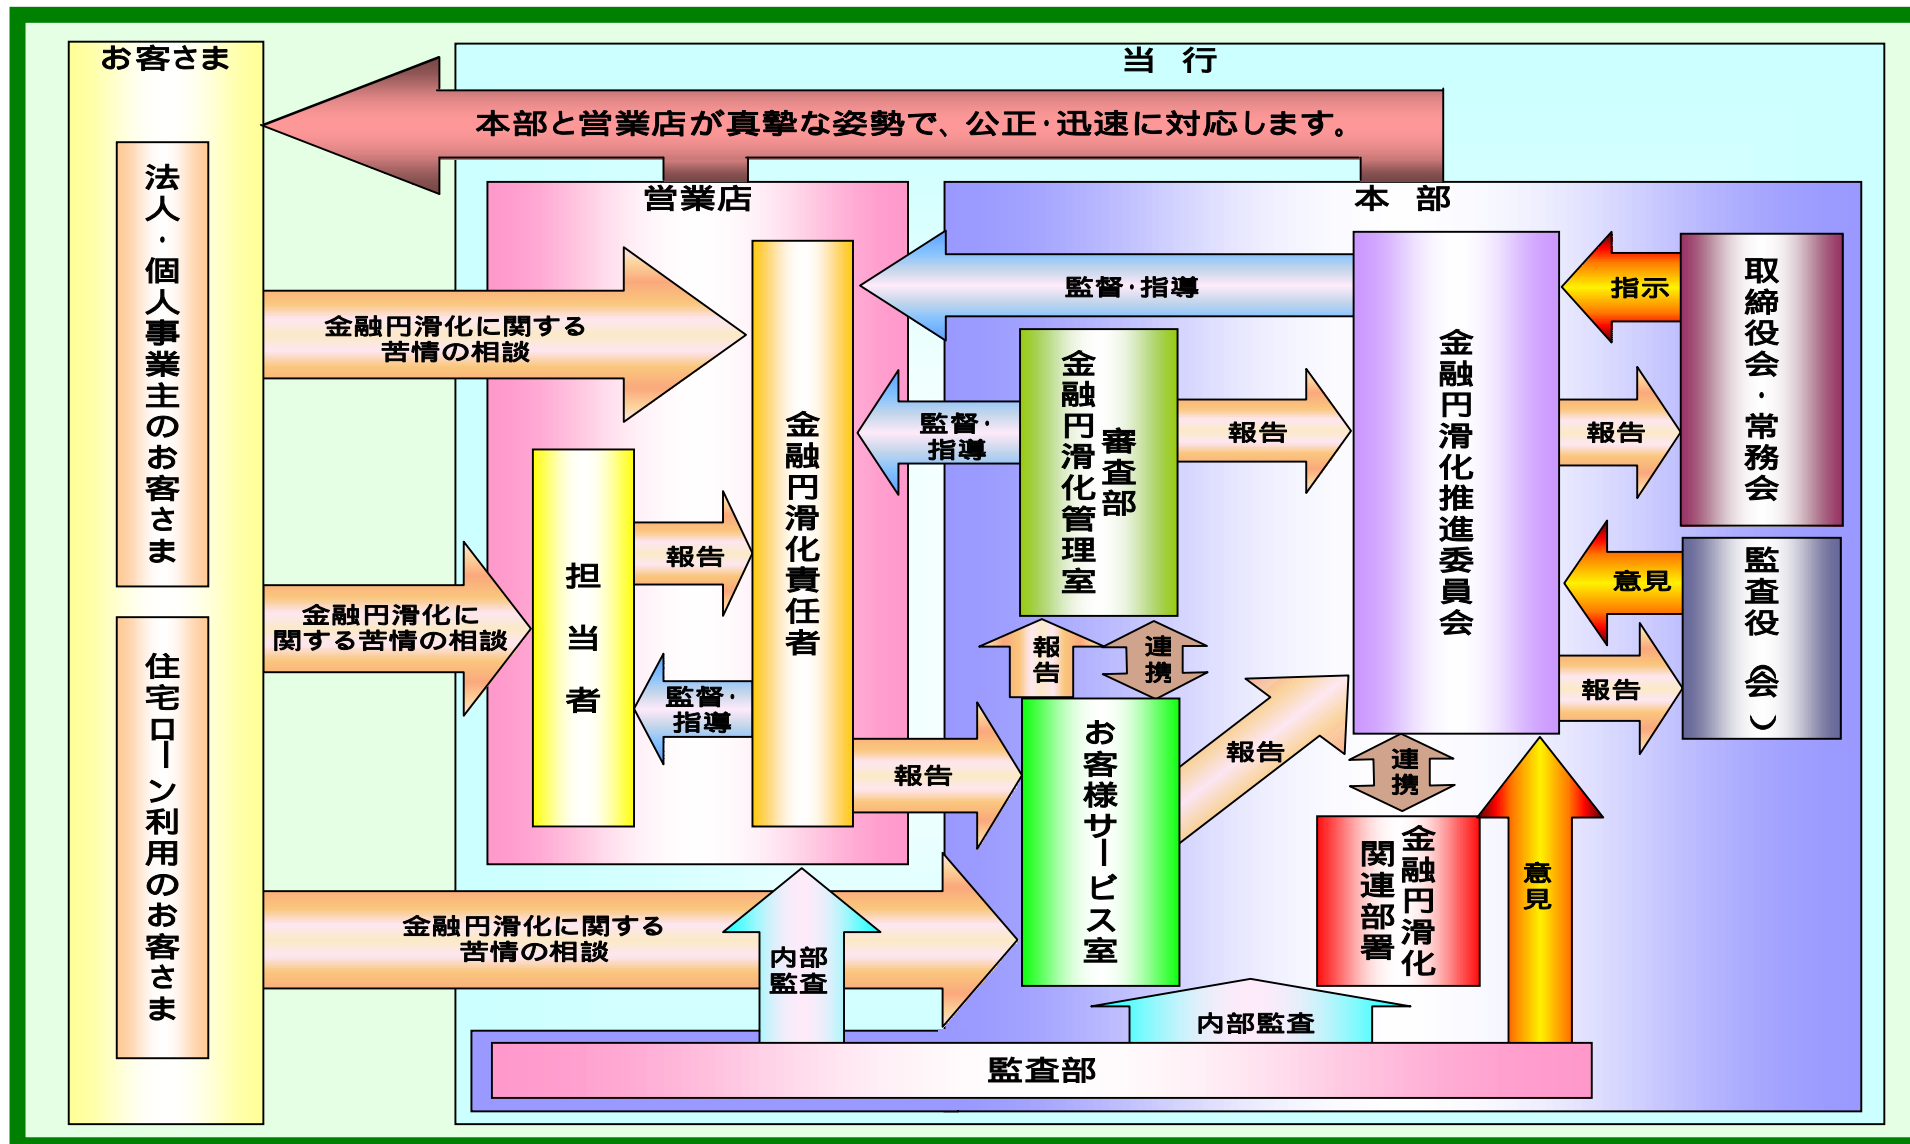 お客さま
法人・個人事業主のお客さま
住宅ローン利用のお客さま
当 行
本部と営業店が真摯な姿勢で、公正・迅速に対応します。
営業店
金融円滑化に関する
苦情の相談
金融円滑化に
関する苦情の相談
金融円滑化に関する
苦情の相談
担当者
報告
監督・
指導
金融円滑化責任者
本 部
監督・指導
監督・
指導
審査部
金融円滑化管理室
報告
報告
連携
報告
お客様サービス室
報告
金融円滑化推進委員会
連携
金融円滑化
関連部署
指示
報告
取締役会・常務会
意見
報告
監査役(会)
意見
内部
監査
内部監査
監査部